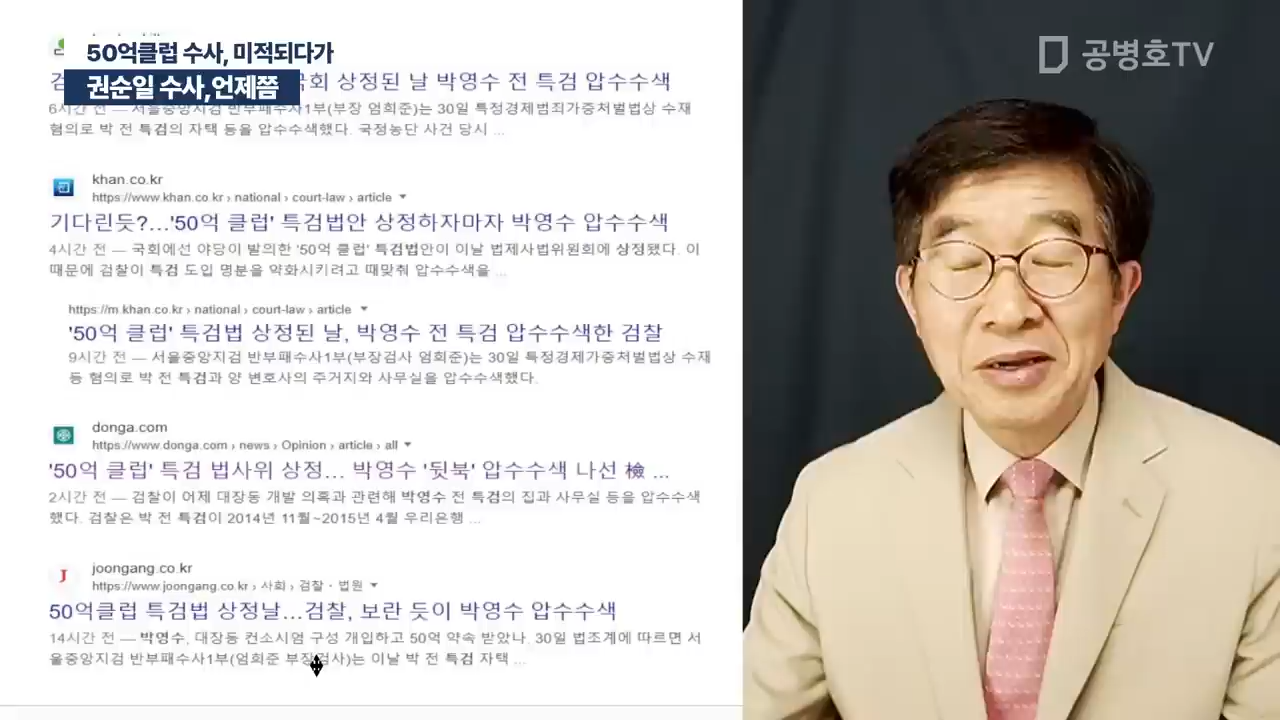 50억클럽 수사, 미적되다가
권순일 수사,언제쯤
공병호TV
국회 상정된 날 박영수 전 특검 압수수색
6시간 전 — 서울중앙지검 반부패수사1부(부장 엄희준)는 30일 특정경제범죄가중처벌법상 수재
혐의로 박 전 특검의 자택 등을 압수수색했다. 국정농단 사건 당시 ...
khan.co.kr
https://www.khan.co.kr › national › court-law › article
기다린듯?...'50억 클럽' 특검법안 상정하자마자 박영수 압수수색
4시간 전 — 국회에선 야당이 발의한 '50억 클럽' 특검법안이 이날 법제사법위원회에 상정됐다. 이
때문에 검찰이 특검 도입 명분을 약화시키려고 때맞춰 압수수색을 ...
https://m.khan.co.kr › national › court-law › article
'50억 클럽' 특검법 상정된 날, 박영수 전 특검 압수수색한 검찰
9시간 전 — 서울중앙지검 반부패수사1부(부장검사 엄희준)는 30일 특정경제가중처벌법상 수재
등 혐의로 박 전 특검과 양 변호사의 주거지와 사무실을 압수수색했다.
donga.com
https://www.donga.com › news › Opinion › article › all
'50억 클럽' 특검 법사위 상정... 박영수 '뒷북' 압수수색 나선 檢 ...
2시간 전 — 검찰이 어제 대장동 개발 의혹과 관련해 박영수 전 특검의 집과 사무실 등을 압수수색
했다. 검찰은 박 전 특검이 2014년 11월~2015년 4월 우리은행 ...
joongang.co.kr
https://www.joongang.co.kr › 사회 › 검찰 · 법원
50억클럽 특검법 상정날...검찰, 보란 듯이 박영수 압수수색
14시간 전 — 박영수, 대장동 컨소시엄 구성 개입하고 50억 약속 받았나. 30일 법조계에 따르면 서
울중앙지검 반부패수사1부(엄희준 부장검사)는 이날 박 전 특검 자택 ...